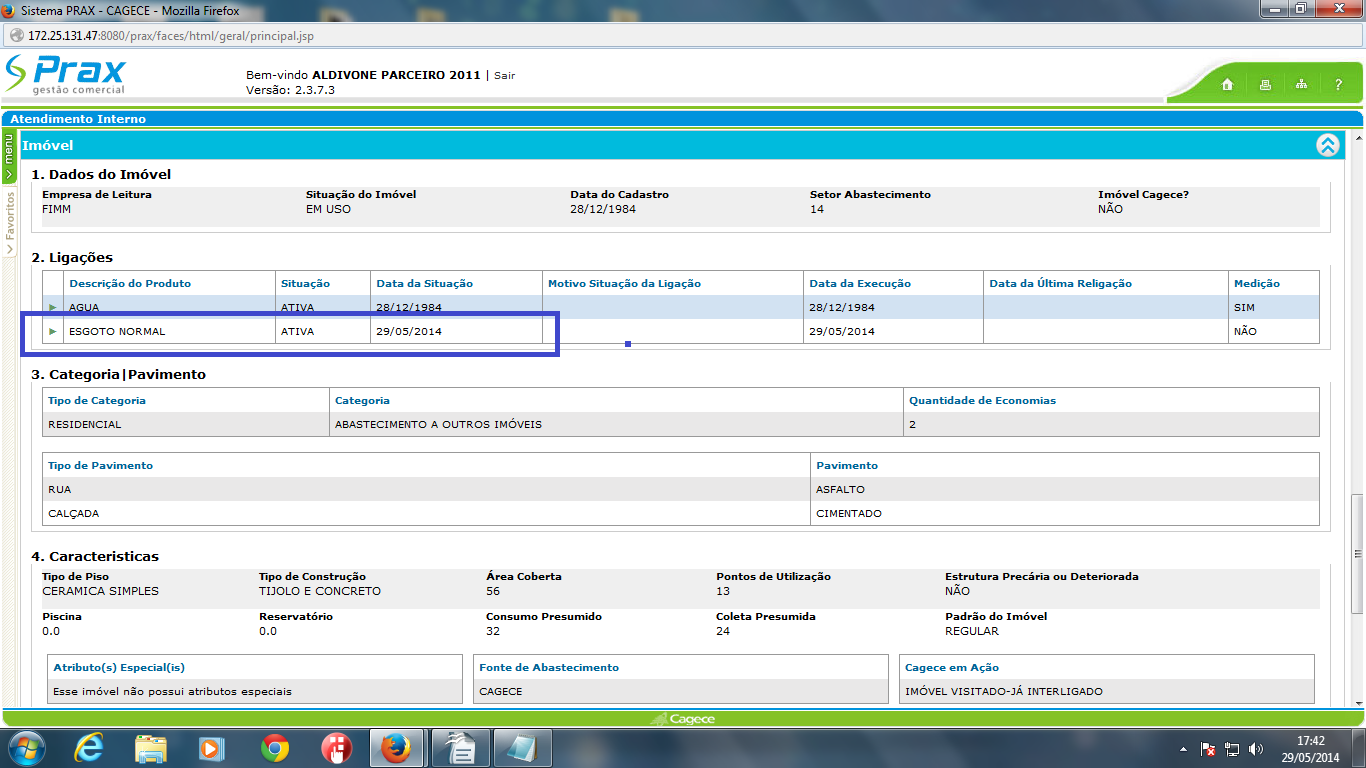 Sistema PRAX - CAGECE - Mozilla Firefox
172.25.131.47:8080/prax/faces/html/geral/principal.jsp
Prax
gestão comercial
Bem-vindo ALDIVONE PARCEIRO 2011 | Sair
Versão: 2.3.7.3
?
Atendimento Interno
menu
Favoritos
Imóvel
1. Dados do Imóvel
Empresa de Leitura Situação do Imóvel Data do Cadastro Setor Abastecimento Imóvel Cagece?
FIMM EM USO 28/12/1984 14 NÃO
2. Ligações
Descrição do Produto Situação Data da Situação Motivo Situação da Ligação Data da Execução Data da Última Religação Medição
AGUA ATIVA 28/12/1984 28/12/1984 SIM
ESGOTO NORMAL ATIVA 29/05/2014 29/05/2014 NÃO
3. Categoria|Pavimento
Tipo de Categoria Categoria Quantidade de Economias
RESIDENCIAL ABASTECIMENTO A OUTROS IMÓVEIS 2
Tipo de Pavimento Pavimento
RUA ASFALTO
CALÇADA CIMENTADO
4. Caracteristicas
Tipo de Piso Tipo de Construção Área Coberta Pontos de Utilização Estrutura Precária ou Deteriorada
CERAMICA SIMPLES TIJOLO E CONCRETO 56 13 NÃO
Piscina Reservatório Consumo Presumido Coleta Presumida Padrão do Imóvel
0.0 0.0 32 24 REGULAR
Atributo(s) Especial(is) Fonte de Abastecimento Cagece em Ação
Esse imóvel não possui atributos especiais CAGECE IMÓVEL VISITADO-JÁ INTERLIGADO
Cagece
17:42
29/05/2014